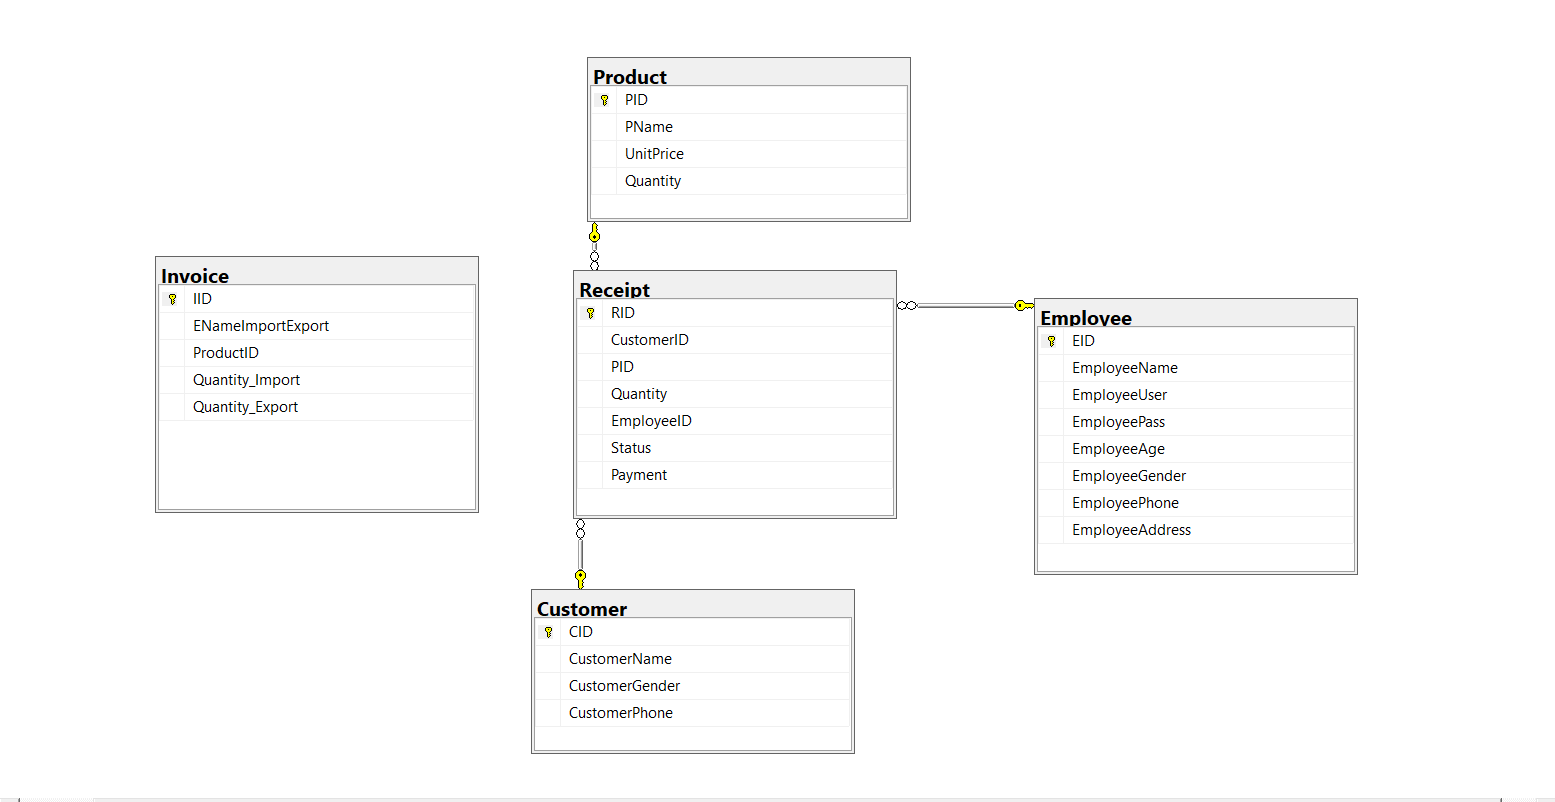 Product
PID
PName
UnitPrice
Quantity
Invoice
IID
ENameImportExport
ProductID
Quantity_Import
Quantity_Export
Receipt
RID
CustomerID
PID
Quantity
EmployeeID
Status
Payment
Employee
EID
EmployeeName
EmployeeUser
EmployeePass
EmployeeAge
EmployeeGender
EmployeePhone
EmployeeAddress
Customer
CID
CustomerName
CustomerGender
CustomerPhone